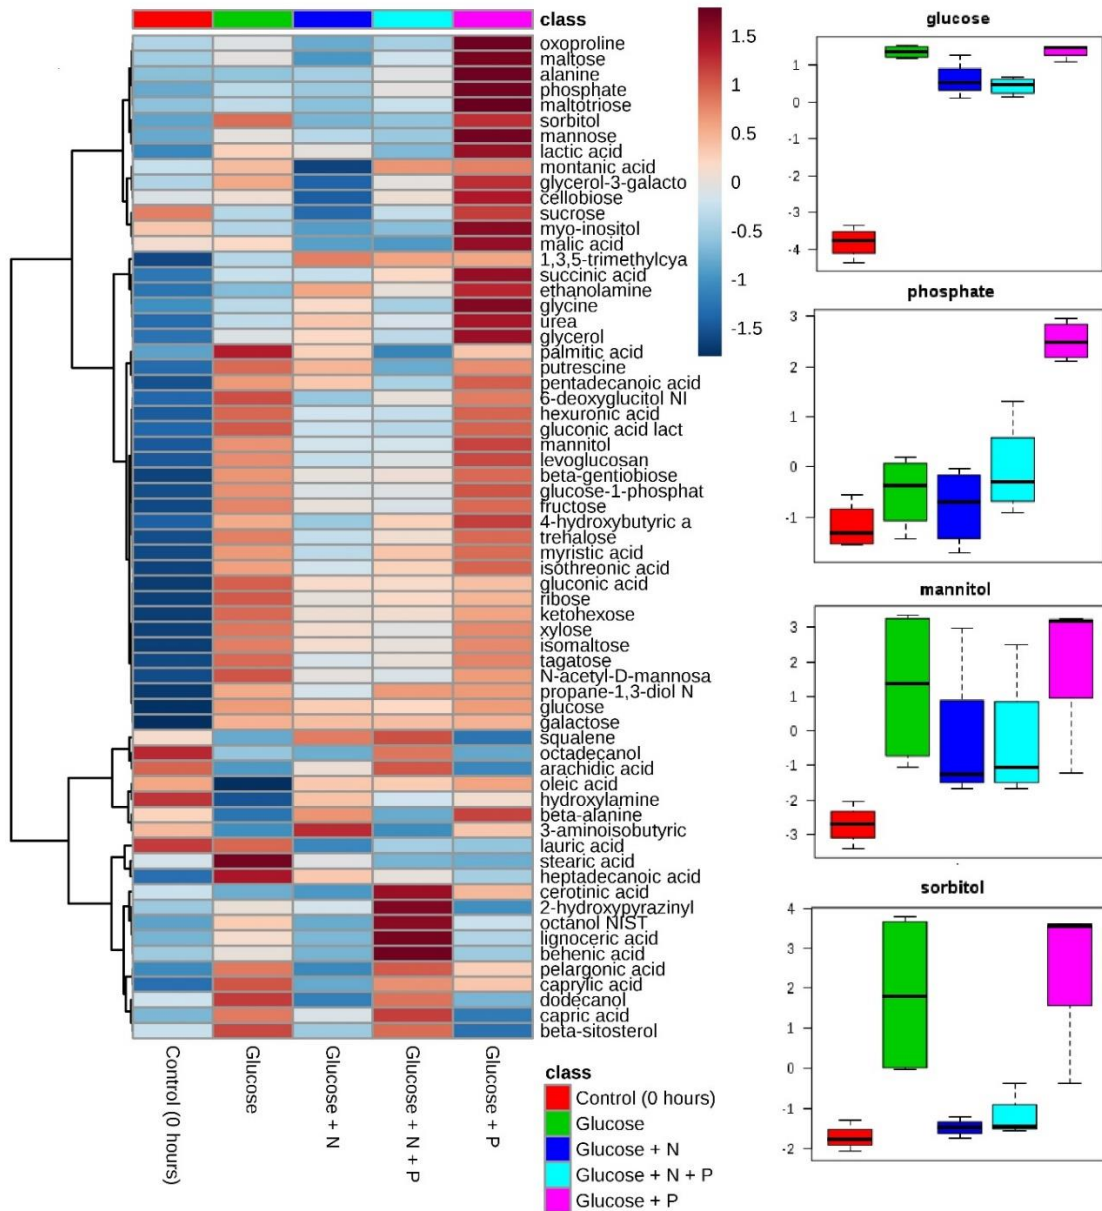 class
oxoproline
maltose
alanine
phosphate
maltotriose
sorbitol
mannose
lactic acid
montanic acid
glycerol-3-galacto
cellobiose
sucrose
myo-inositol
malic acid
1,3,5-trimethylcya
succinic acid
ethanolamine
glycine
urea
glycerol
palmitic acid
putrescine
pentadecanoic acid
6-deoxyglucitol NI
hexuronic acid
gluconic acid lact
mannitol
levoglucosan
beta-gentiobiose
glucose-1-phosphat
fructose
4-hydroxybutyric a
trehalose
myristic acid
isothreonic acid
gluconic acid
ribose
ketohexose
xylose
isomaltose
tagatose
N-acetyl-D-mannosa
propane-1,3-diol N
glucose
galactose
squalene
octadecanol
arachidic acid
oleic acid
hydroxylamine
beta-alanine
3-aminoisobutyric
lauric acid
stearic acid
heptadecanoic acid
cerotinic acid
2-hydroxypyrazinyl
octanol NIST
lignoceric acid
behenic acid
pelargonic acid
caprylic acid
dodecanol
capric acid
beta-sitosterol
Control (0 hours)
Glucose
Glucose + N
Glucose + N + P
Glucose + P
1.5
1
0.5
0
-0.5
-1
-1.5
class
Control (0 hours)
Glucose
Glucose + N
Glucose + N + P
Glucose + P
glucose
1
0
-1
-2
-3
-4
phosphate
3
2
1
0
-1
mannitol
3
2
1
0
-1
-2
-3
sorbitol
4
3
2
1
0
-1
-2